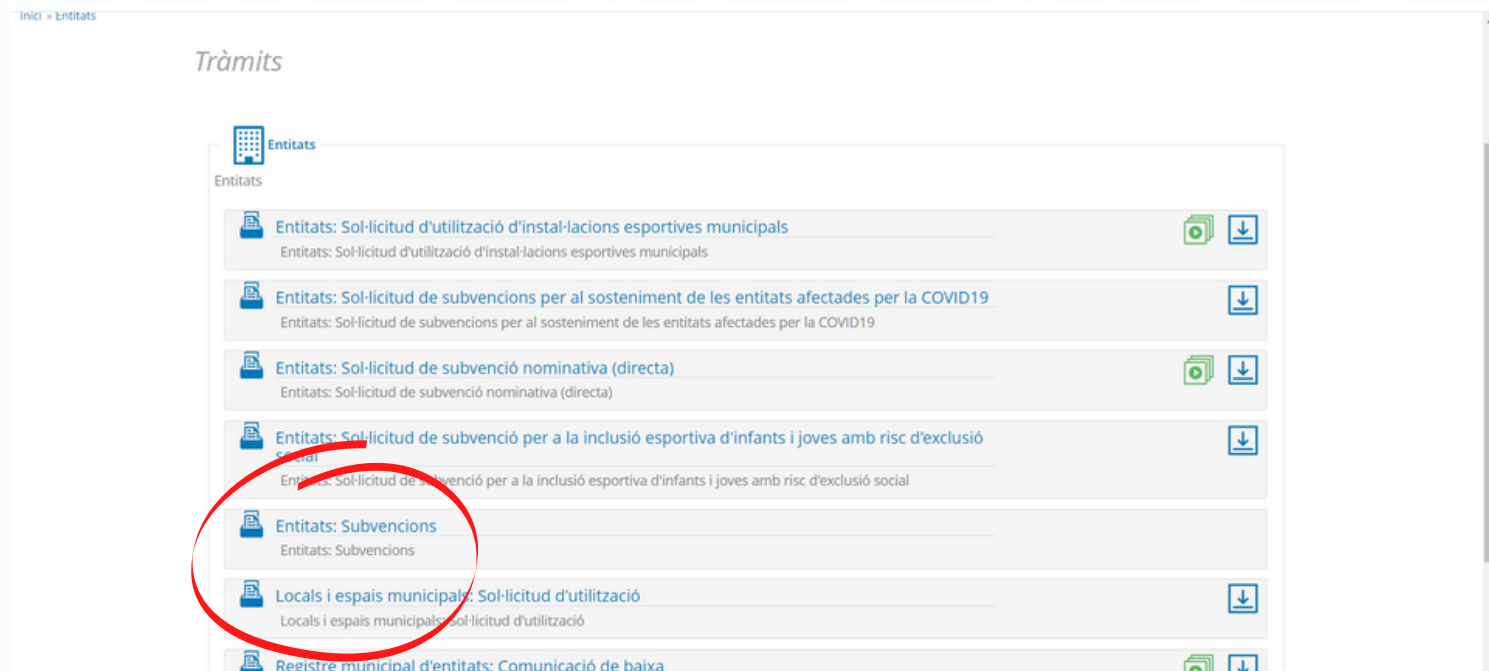 Inici » Entitats
Tràmits
Entitats
Entitats
Entitats: Sol·licitud d'utilització d'instal·lacions esportives municipals
Entitats: Sol·licitud d'utilització d'instal·lacions esportives municipals
Entitats: Sol·licitud de subvencions per al sosteniment de les entitats afectades per la COVID19
Entitats: Sol·licitud de subvencions per al sosteniment de les entitats afectades per la COVID19
Entitats: Sol·licitud de subvenció nominativa (directa)
Entitats: Sol·licitud de subvenció nominativa (directa)
Entitats: Sol·licitud de subvenció per a la inclusió esportiva d'infants i joves amb risc d'exclusió
social
Entitats: Sol·licitud de subvenció per a la inclusió esportiva d'infants i joves amb risc d'exclusió social
Entitats: Subvencions
Entitats: Subvencions
Locals i espais municipals: Sol·licitud d'utilització
Locals i espais municipals: Sol·licitud d'utilització
Registre municipal d'entitats: Comunicació de baixa